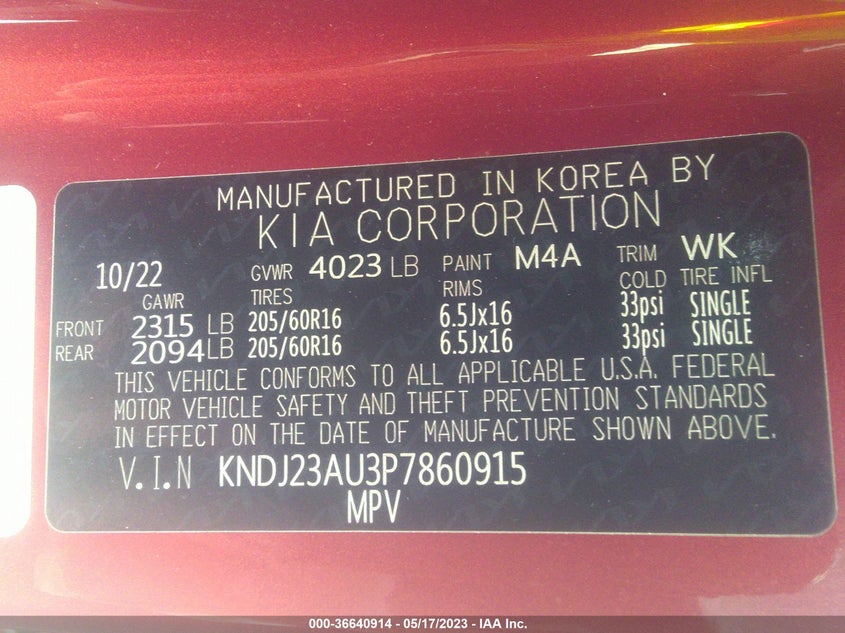 MANUFACTURED IN KOREA BY
KIA CORPORATION
10/22 GVWR 4023 LB PAINT M4A TRIM WK
GAWR TIRES RIMS COLD TIRE INFL
FRONT 2315 LB 205/60R16 6.5Jx16 33psi SINGLE
REAR 2094 LB 205/60R16 6.5Jx16 33psi SINGLE
THIS VEHICLE CONFORMS TO ALL APPLICABLE U.S.A. FEDERAL
MOTOR VEHICLE SAFETY AND THEFT PREVENTION STANDARDS
IN EFFECT ON THE DATE OF MANUFACTURE SHOWN ABOVE.
V.I.N KNDJ23AU3P7860915
MPV
000-36640914 - 05/17/2023 - IAA Inc.